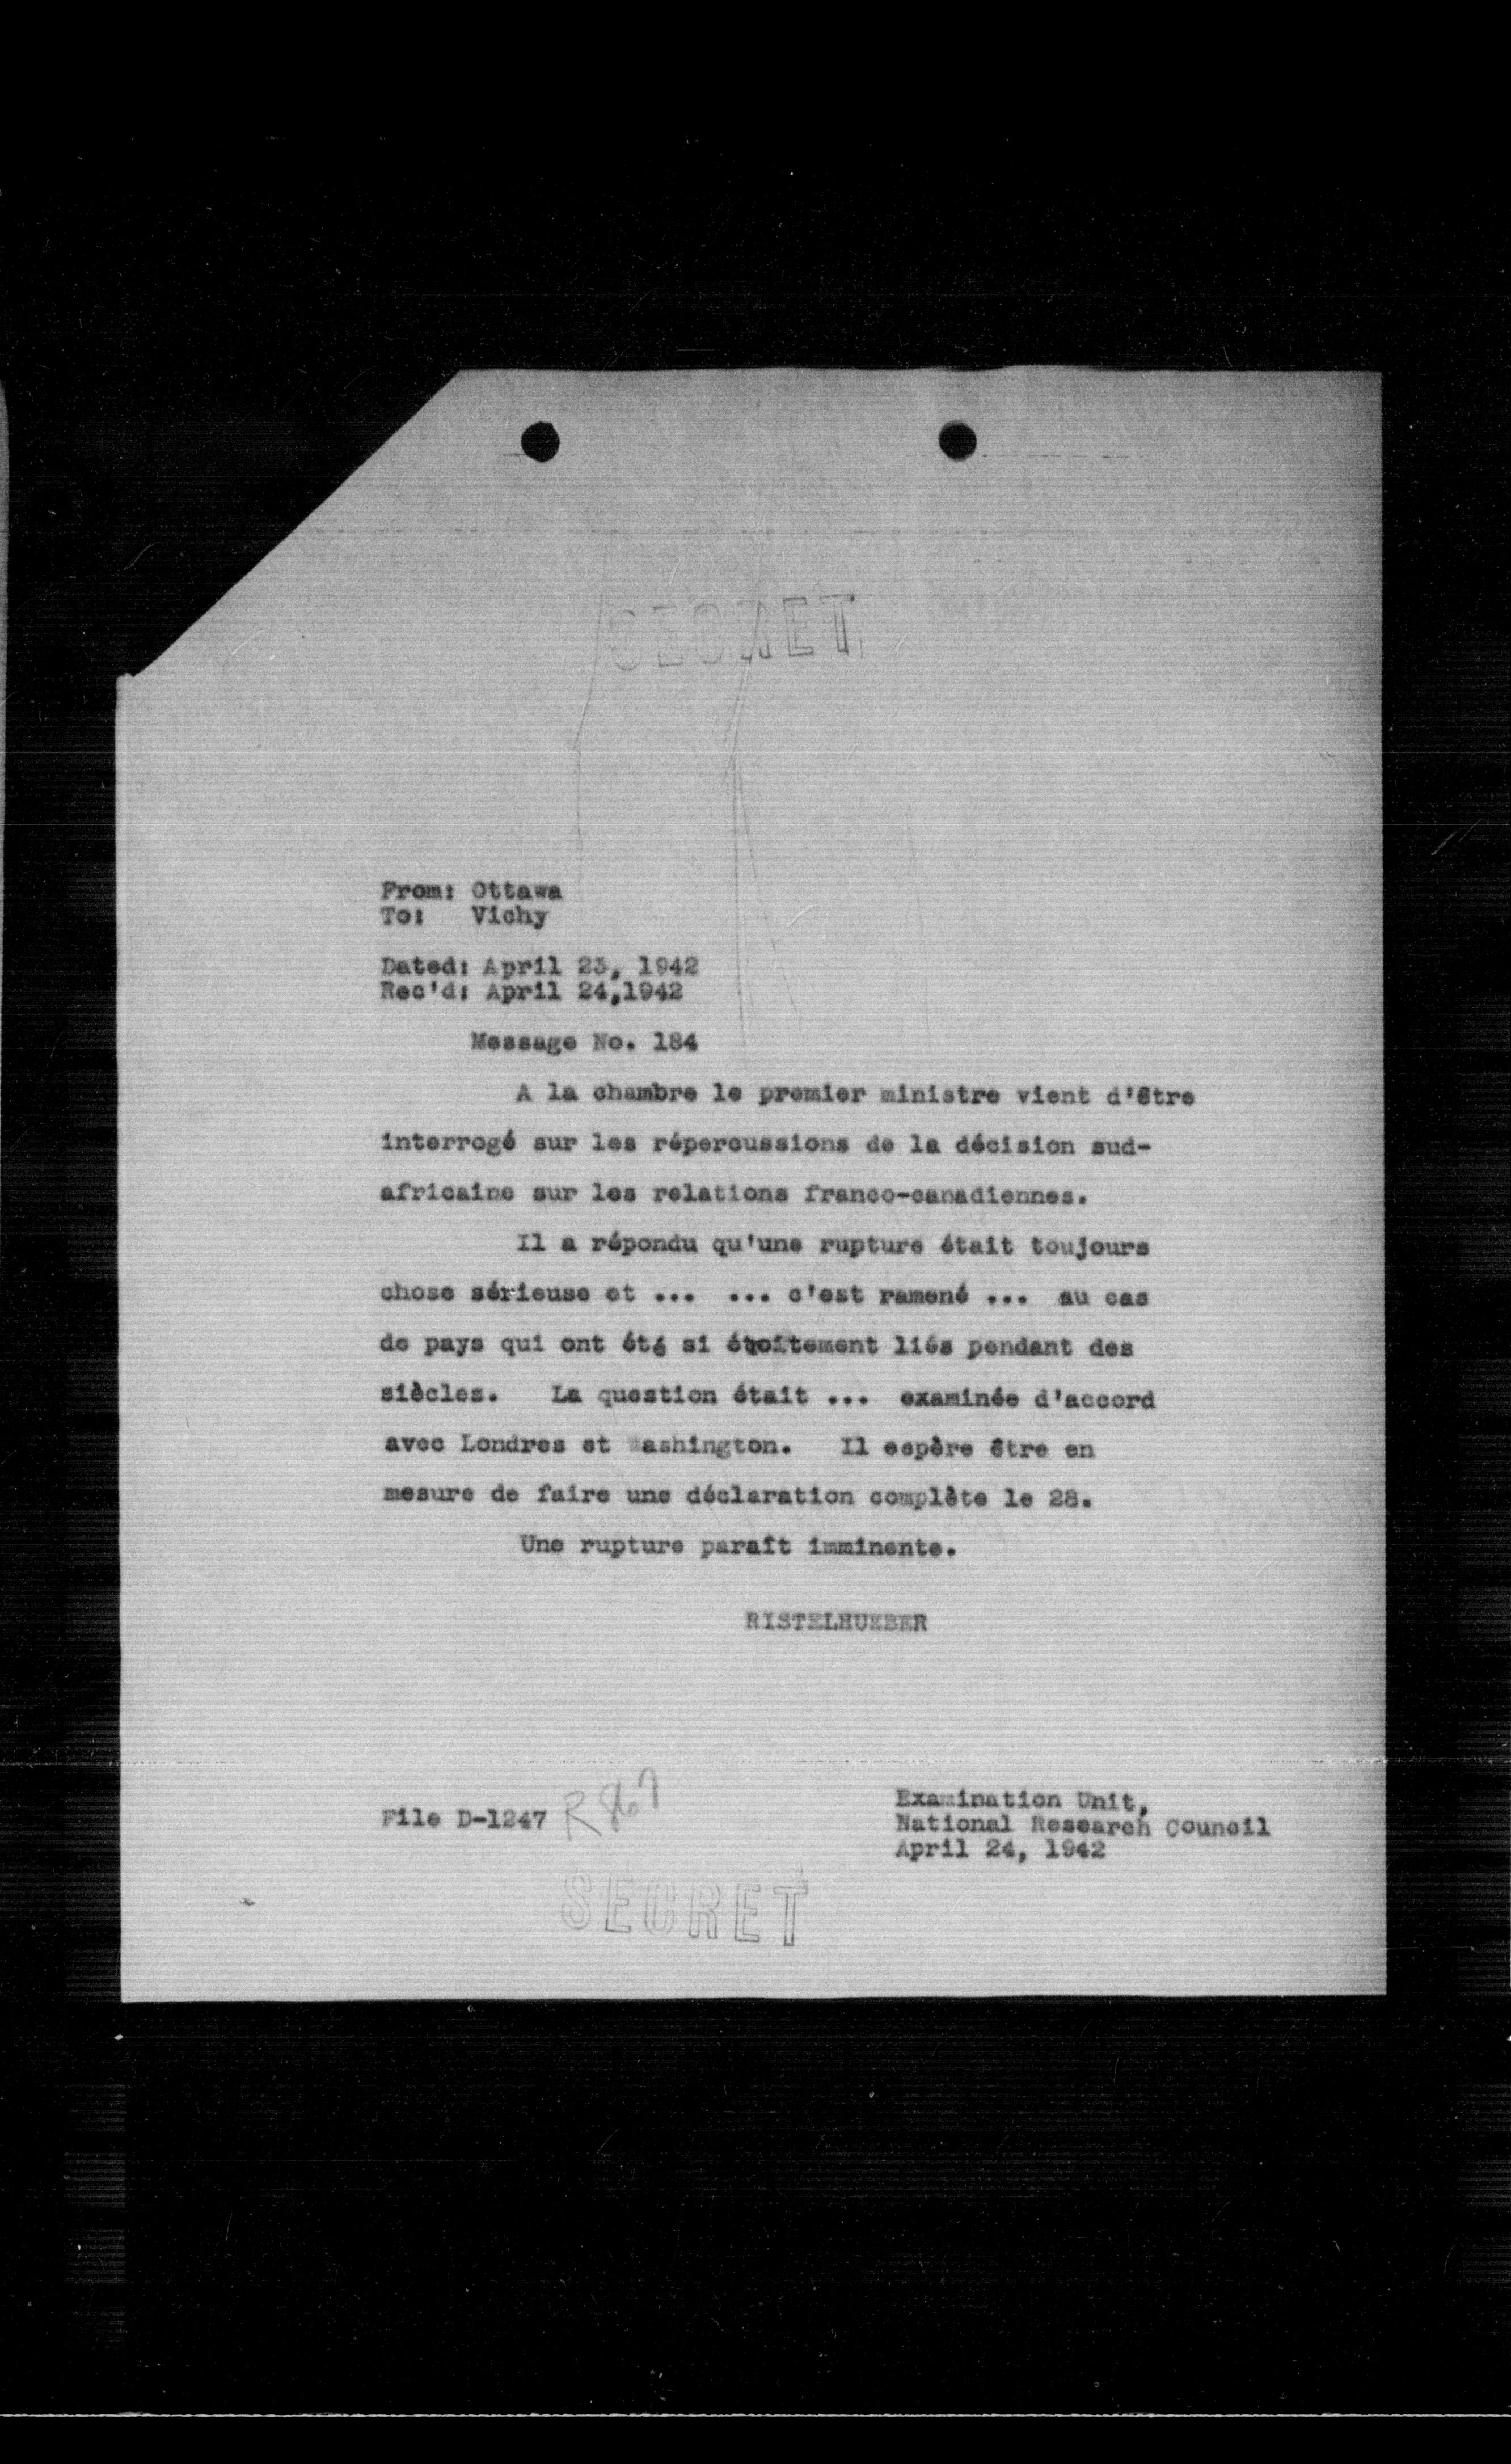 SECRET
From: Ottawa
To: Vichy
Dated: April 23, 1942
Rec'd: April 24,1942
Message No. 184
A la chambre le premier ministre vient d'être
interrogé sur les répercussions de la décision sud-
africaine sur les relations franco-canadiennes.
Il a répondu qu'une rupture était toujours
chose sérieuse et ... ... c'est ramené ... au cas
de pays qui ont été si étroitement liés pendant des
siècles. La question était ... examinée d'accord
avec Londres et Washington. Il espère être en
mesure de faire une déclaration complète le 28.
Une rupture paraît imminente.
RISTELHUEBER
File D-1247 R867
Examination Unit,
National Research Council
April 24, 1942
SECRET